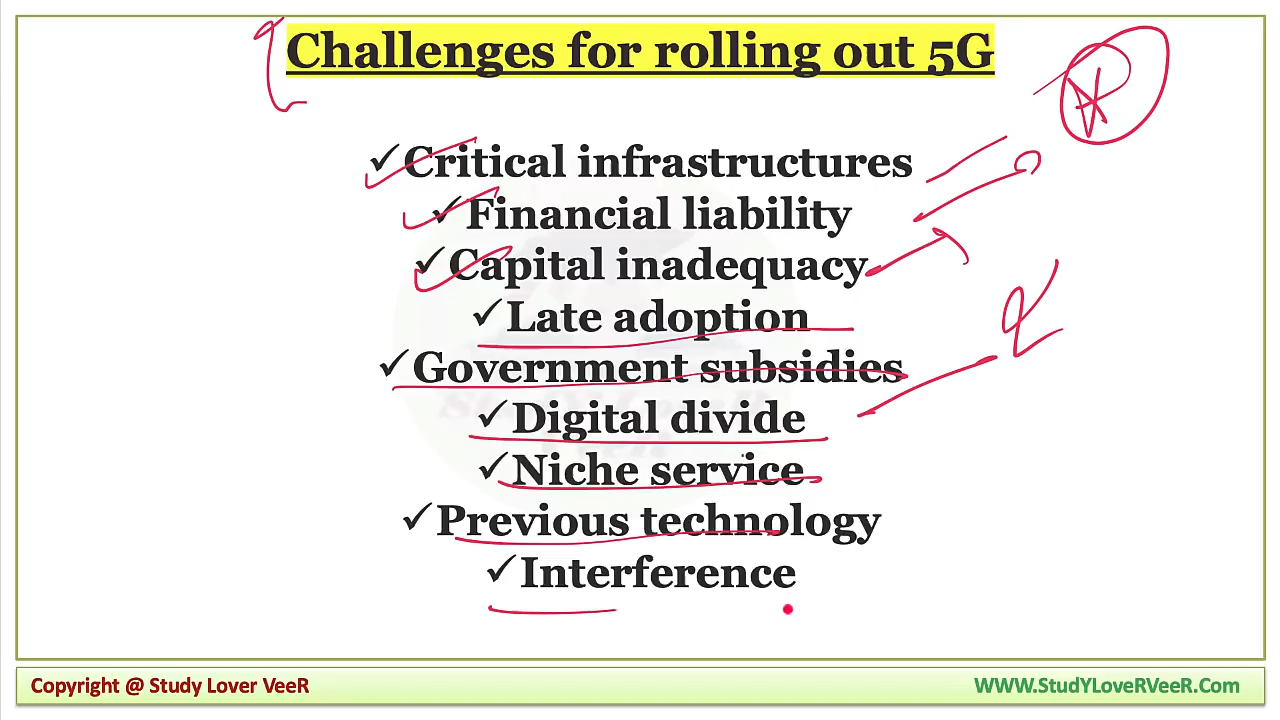 Challenges for rolling out 5G
✓Critical infrastructures
✓Financial liability
✓Capital inadequacy
✓Late adoption
✓Government subsidies
✓Digital divide
✓Niche service
✓Previous technology
✓Interference
Copyright @ Study Lover VeeR
WWW.StudYLoveRVeeR.Com